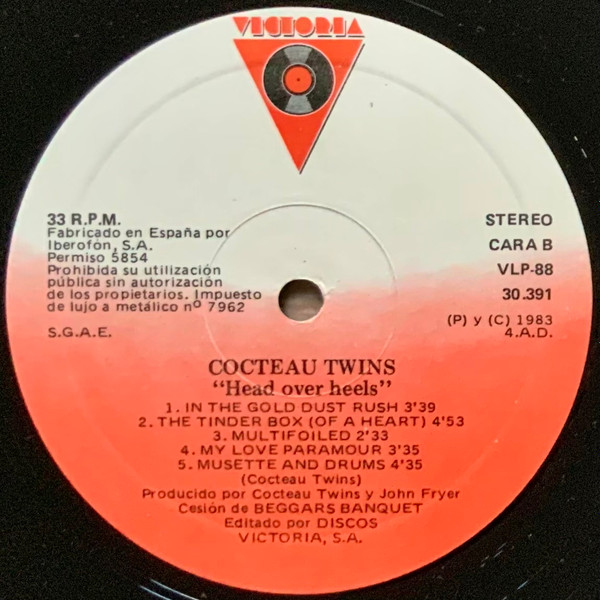 VICTORIA
33 R.P.M.
Fabricado en España por
Iberofón, S.A.
Permiso 5854
Prohibida su utilización
pública sin autorización
de los propietarios. Impuesto
de lujo a metálico nº 7962
S.G.A.E.
STEREO
CARA B
VLP-88
30.391
(P) y (C) 1983
4.A.D.
COCTEAU TWINS
“Head over heels”
1. IN THE GOLD DUST RUSH 3'39
2. THE TINDER BOX (OF A HEART) 4'53
3. MULTIFOILED 2'33
4. MY LOVE PARAMOUR 3'35
5. MUSETTE AND DRUMS 4'35
(Cocteau Twins)
Producido por Cocteau Twins y John Fryer
Cesión de BEGGARS BANQUET
Editado por DISCOS
VICTORIA, S.A.